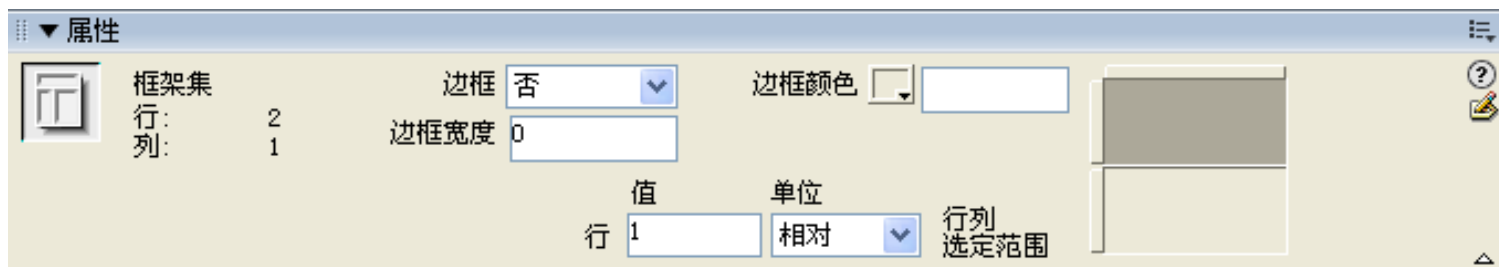 属性
框架集 边框 否 边框颜色
行: 2
列: 1 边框宽度 0
值 单位
行 1 相对 行列
选定范围